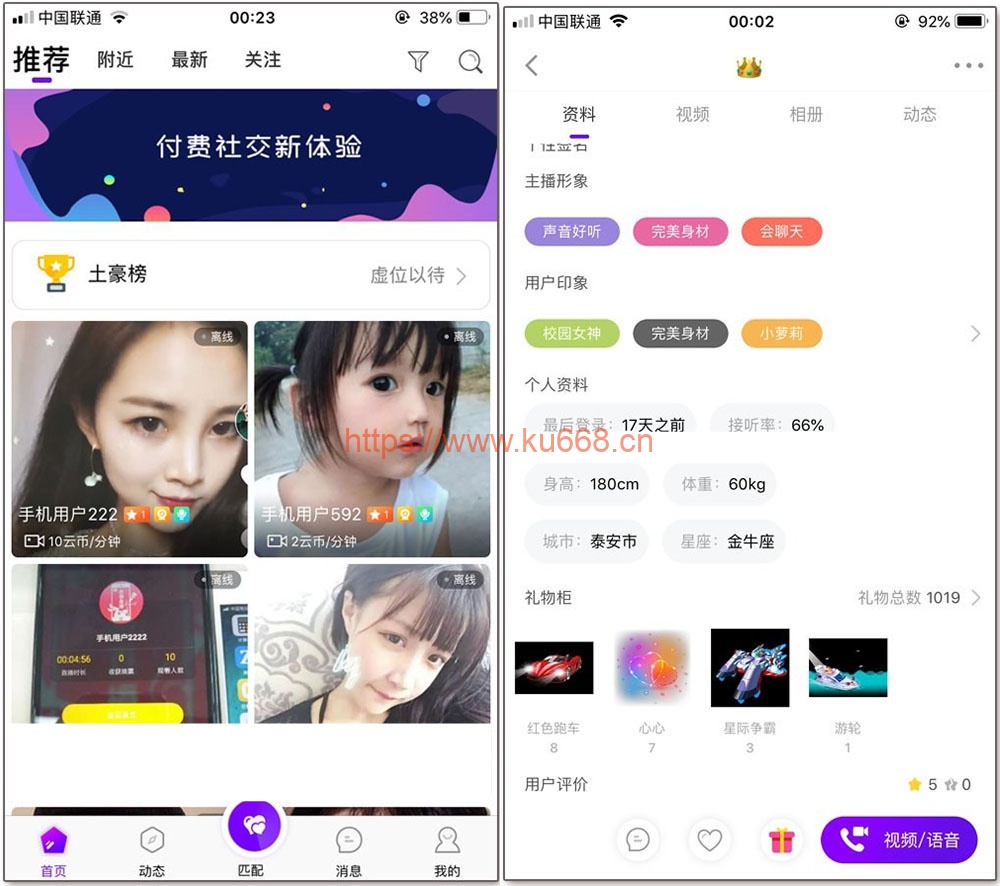 中国联通 00:23 38%
推荐 附近 最新 关注
付费社交新体验
土豪榜 虚位以待
离线
离线
手机用户222 1
10云币/分钟
手机用户592 1
2云币/分钟
离线
离线
手机用户2222
00:04:56 0 10
直播时长 收获 观看人数
首页 动态 匹配 消息 我的
中国联通 00:02 92%
资料 视频 相册 动态
个性签名
主播形象
声音好听 完美身材 会聊天
用户印象
校园女神 完美身材 小萝莉
个人资料
最后登录: 17天之前 接听率: 66%
https://www.ku668.cn
身高: 180cm 体重: 60kg
城市: 泰安市 星座: 金牛座
礼物柜 礼物总数 1019
红色跑车 心心 星际争霸 游轮
8 7 3 1
用户评价 5 0
视频/语音